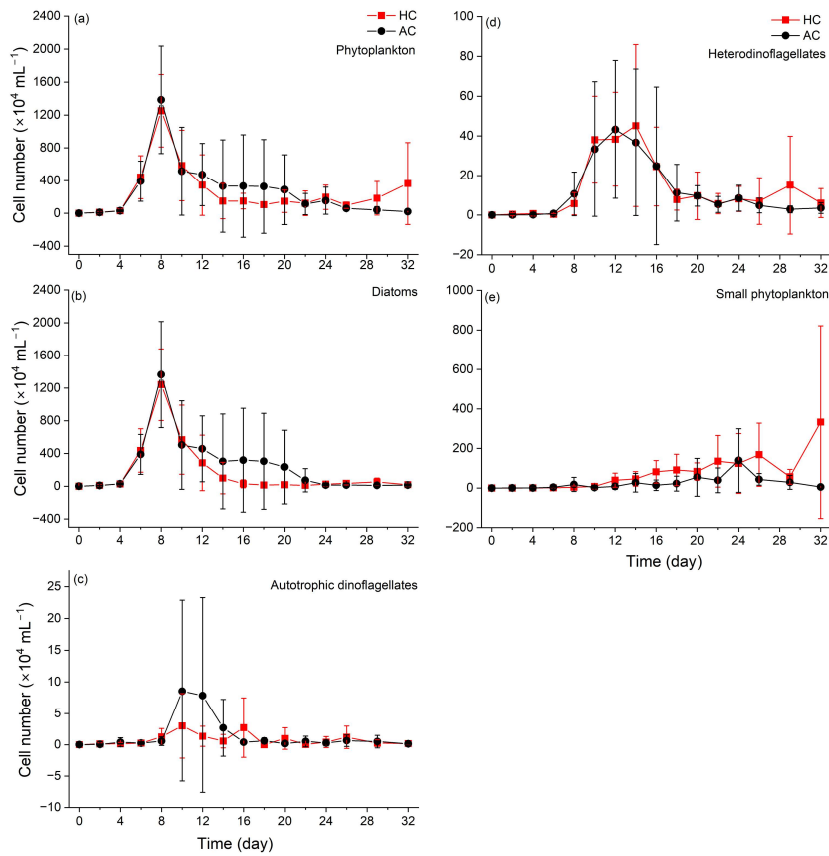 (a)
HC
AC
Phytoplankton
2400
2000
1600
1200
800
400
0
−400
Cell number (×10⁴ mL⁻¹)
0 4 8 12 16 20 24 28 32
(b)
Diatoms
2400
2000
1600
1200
800
400
0
−400
Cell number (×10⁴ mL⁻¹)
0 4 8 12 16 20 24 28 32
(c)
Autotrophic dinoflagellates
25
20
15
10
5
0
−5
−10
Cell number (×10⁴ mL⁻¹)
0 4 8 12 16 20 24 28 32
Time (day)
(d)
HC
AC
Heterodinoflagellates
100
80
60
40
20
0
−20
0 4 8 12 16 20 24 28 32
(e)
Small phytoplankton
1000
800
600
400
200
0
−200
0 4 8 12 16 20 24 28 32
Time (day)